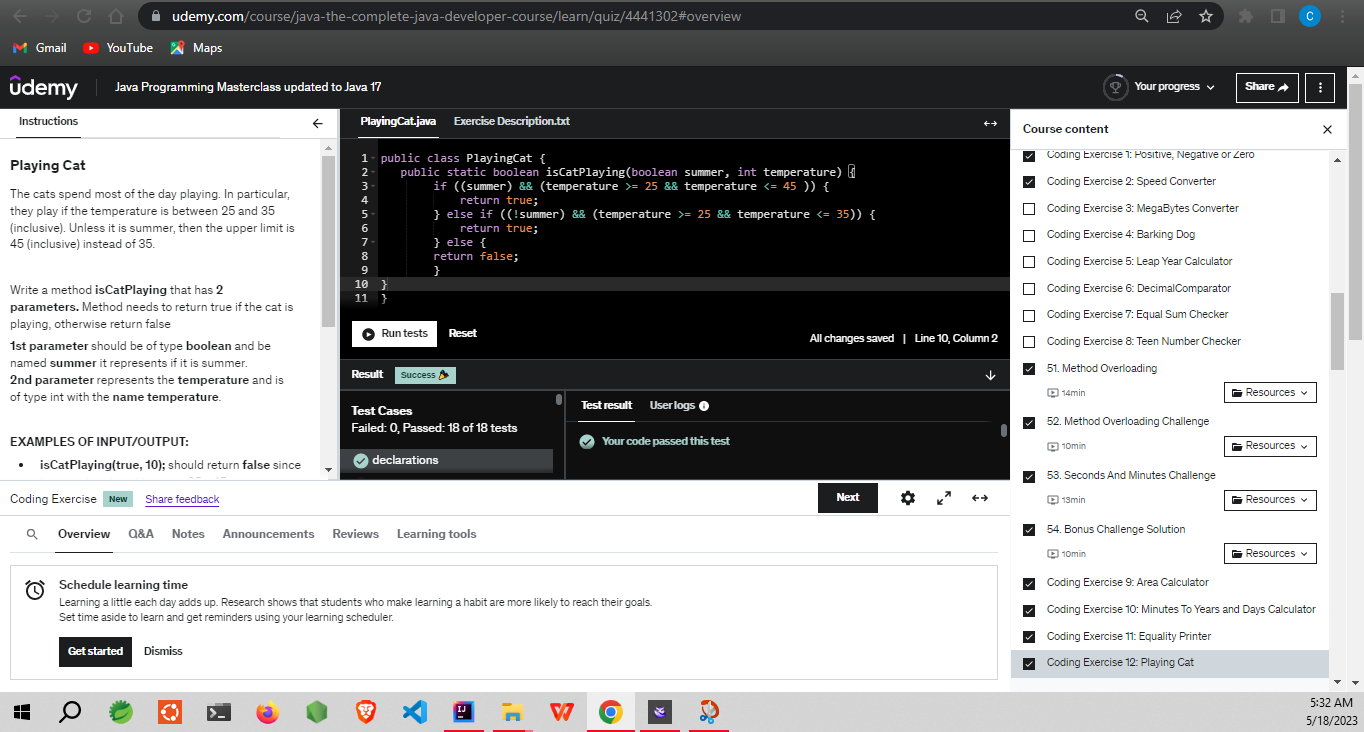 udemy.com/course/java-the-complete-java-developer-course/learn/quiz/4441302#overview
C
Gmail
YouTube
Maps
ûdemy
Java Programming Masterclass updated to Java 17
Your progress
Share
Instructions
Playing Cat
The cats spend most of the day playing. In particular,
they play if the temperature is between 25 and 35
(inclusive). Unless it is summer, then the upper limit is
45 (inclusive) instead of 35.
Write a method isCatPlaying that has 2
parameters. Method needs to return true if the cat is
playing, otherwise return false
1st parameter should be of type boolean and be
named summer it represents if it is summer.
2nd parameter represents the temperature and is
of type int with the name temperature.
EXAMPLES OF INPUT/OUTPUT:
• isCatPlaying(true, 10); should return false since
PlayingCat.java
Exercise Description.txt
1 public class PlayingCat {
2 public static boolean isCatPlaying(boolean summer, int temperature) {
3 if ((summer) && (temperature >= 25 && temperature <= 45 )) {
4 return true;
5 } else if ((!summer) && (temperature >= 25 && temperature <= 35)) {
6 return true;
7 } else {
8 return false;
9 }
10 }
11 }
Run tests
Reset
All changes saved | Line 10, Column 2
Result
Success
Test Cases
Failed: 0, Passed: 18 of 18 tests
declarations
Test result
User logs
Your code passed this test
Coding Exercise
New
Share feedback
Next
Overview
Q&A
Notes
Announcements
Reviews
Learning tools
Schedule learning time
Learning a little each day adds up. Research shows that students who make learning a habit are more likely to reach their goals.
Set time aside to learn and get reminders using your learning scheduler.
Get started
Dismiss
Course content
Coding Exercise 1: Positive, Negative or Zero
Coding Exercise 2: Speed Converter
Coding Exercise 3: MegaBytes Converter
Coding Exercise 4: Barking Dog
Coding Exercise 5: Leap Year Calculator
Coding Exercise 6: DecimalComparator
Coding Exercise 7: Equal Sum Checker
Coding Exercise 8: Teen Number Checker
51. Method Overloading
14min
Resources
52. Method Overloading Challenge
10min
Resources
53. Seconds And Minutes Challenge
13min
Resources
54. Bonus Challenge Solution
10min
Resources
Coding Exercise 9: Area Calculator
Coding Exercise 10: Minutes To Years and Days Calculator
Coding Exercise 11: Equality Printer
Coding Exercise 12: Playing Cat
IJ
5:32 AM
5/18/2023